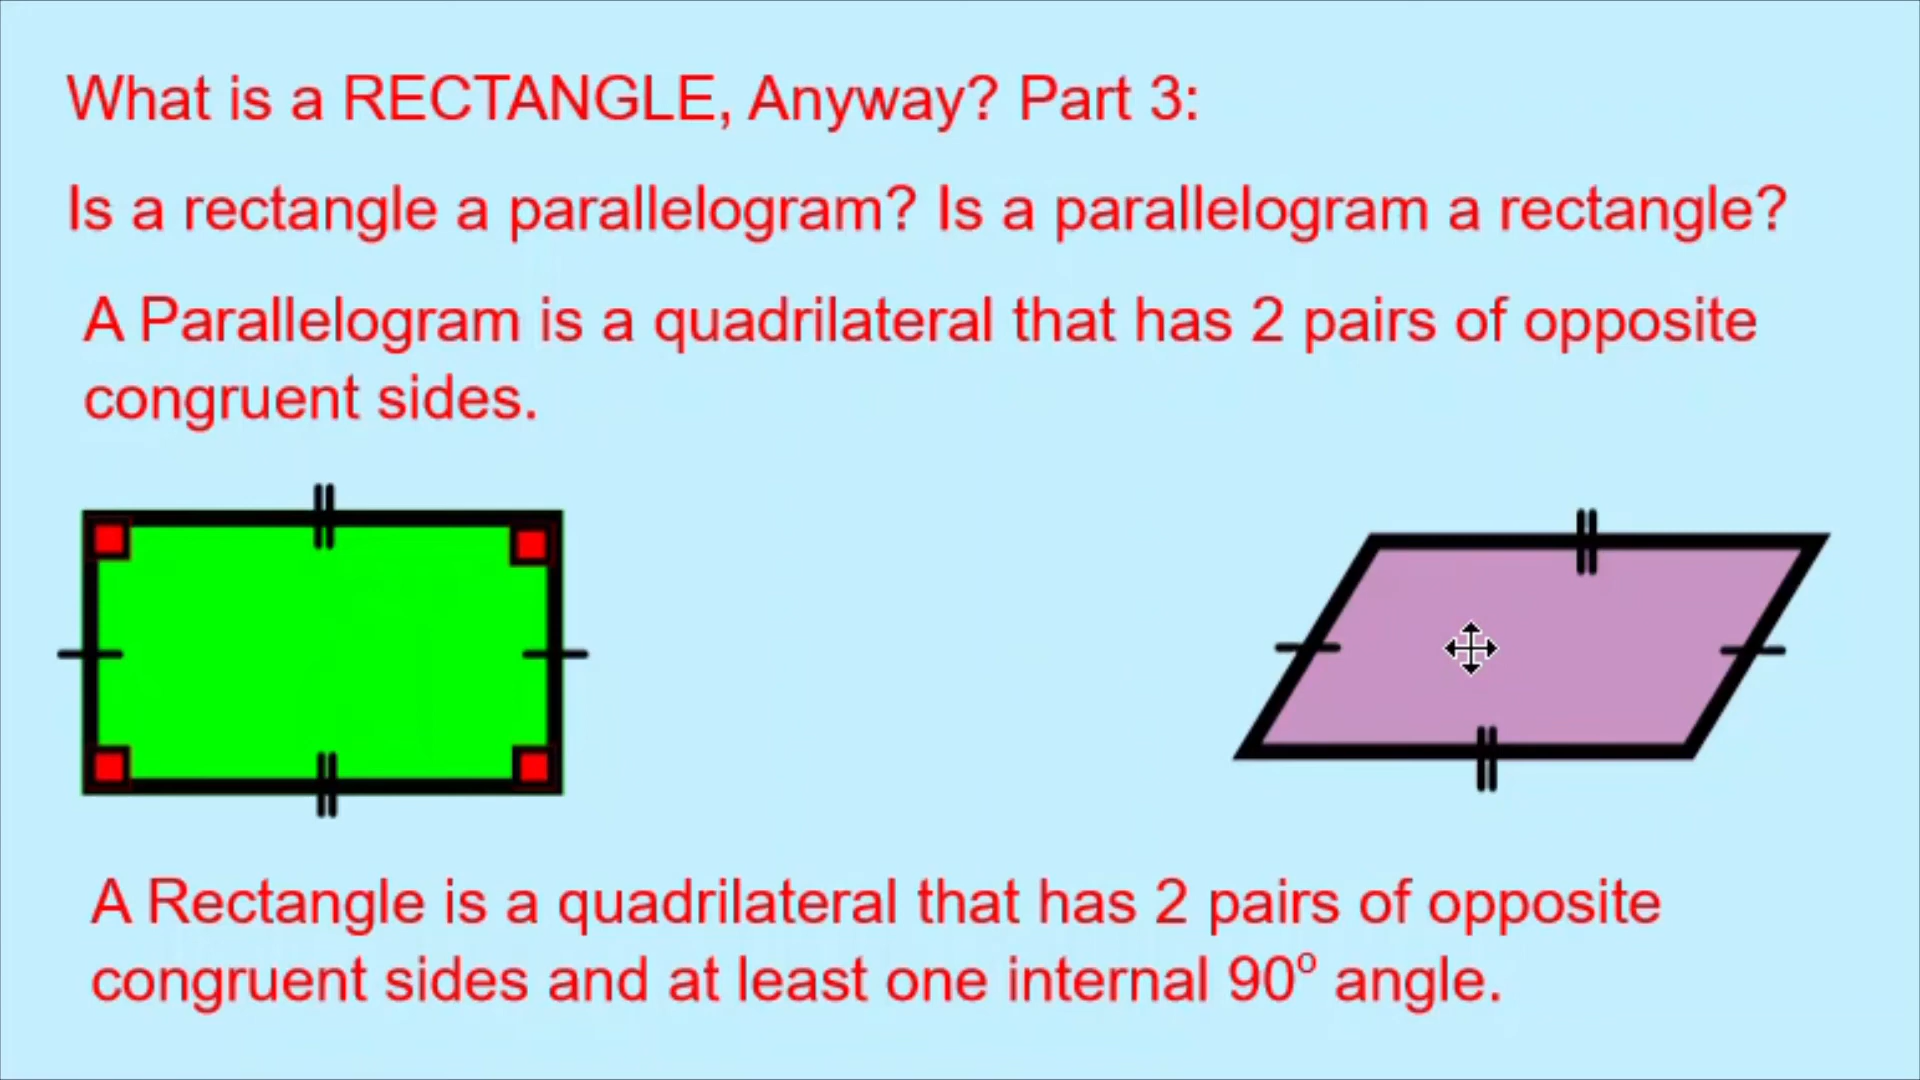 What is a RECTANGLE, Anyway? Part 3:
Is a rectangle a parallelogram? Is a parallelogram a rectangle?
A Parallelogram is a quadrilateral that has 2 pairs of opposite
congruent sides.
A Rectangle is a quadrilateral that has 2 pairs of opposite
congruent sides and at least one internal 90º angle.